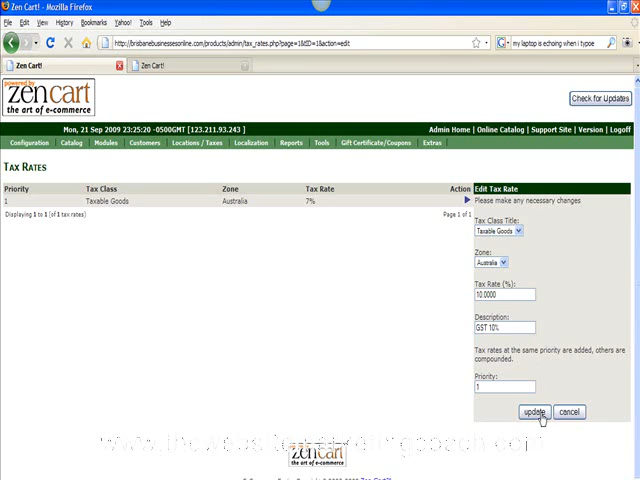 Zen Cart! - Mozilla Firefox
File Edit View History Bookmarks Yahoo! Tools Help
http://brisbanebusinessesonline.com/products/admin/tax_rates.php?page=1&tID=1&action=edit
my laptop is echoing when i typoe
Zen Cart! Zen Cart!
powered by
zen cart
the art of e-commerce
Check for Updates
Mon, 21 Sep 2009 23:25:20 -0500GMT [123.211.93.243]
Admin Home | Online Catalog | Support Site | Version | Logoff
Configuration Catalog Modules Customers Locations / Taxes Localization Reports Tools Gift Certificate/Coupons Extras
TAX RATES
Priority Tax Class Zone Tax Rate Action
1 Taxable Goods Australia 7%
Displaying 1 to 1 (of 1 tax rates)
Page 1 of 1
Edit Tax Rate
Please make any necessary changes
Tax Class Title:
Taxable Goods
Zone:
Australia
Tax Rate (%):
10.0000
Description:
GST 10%
Tax rates at the same priority are added, others are
compounded.
Priority:
1
update cancel
zen cart
the art of e-commerce